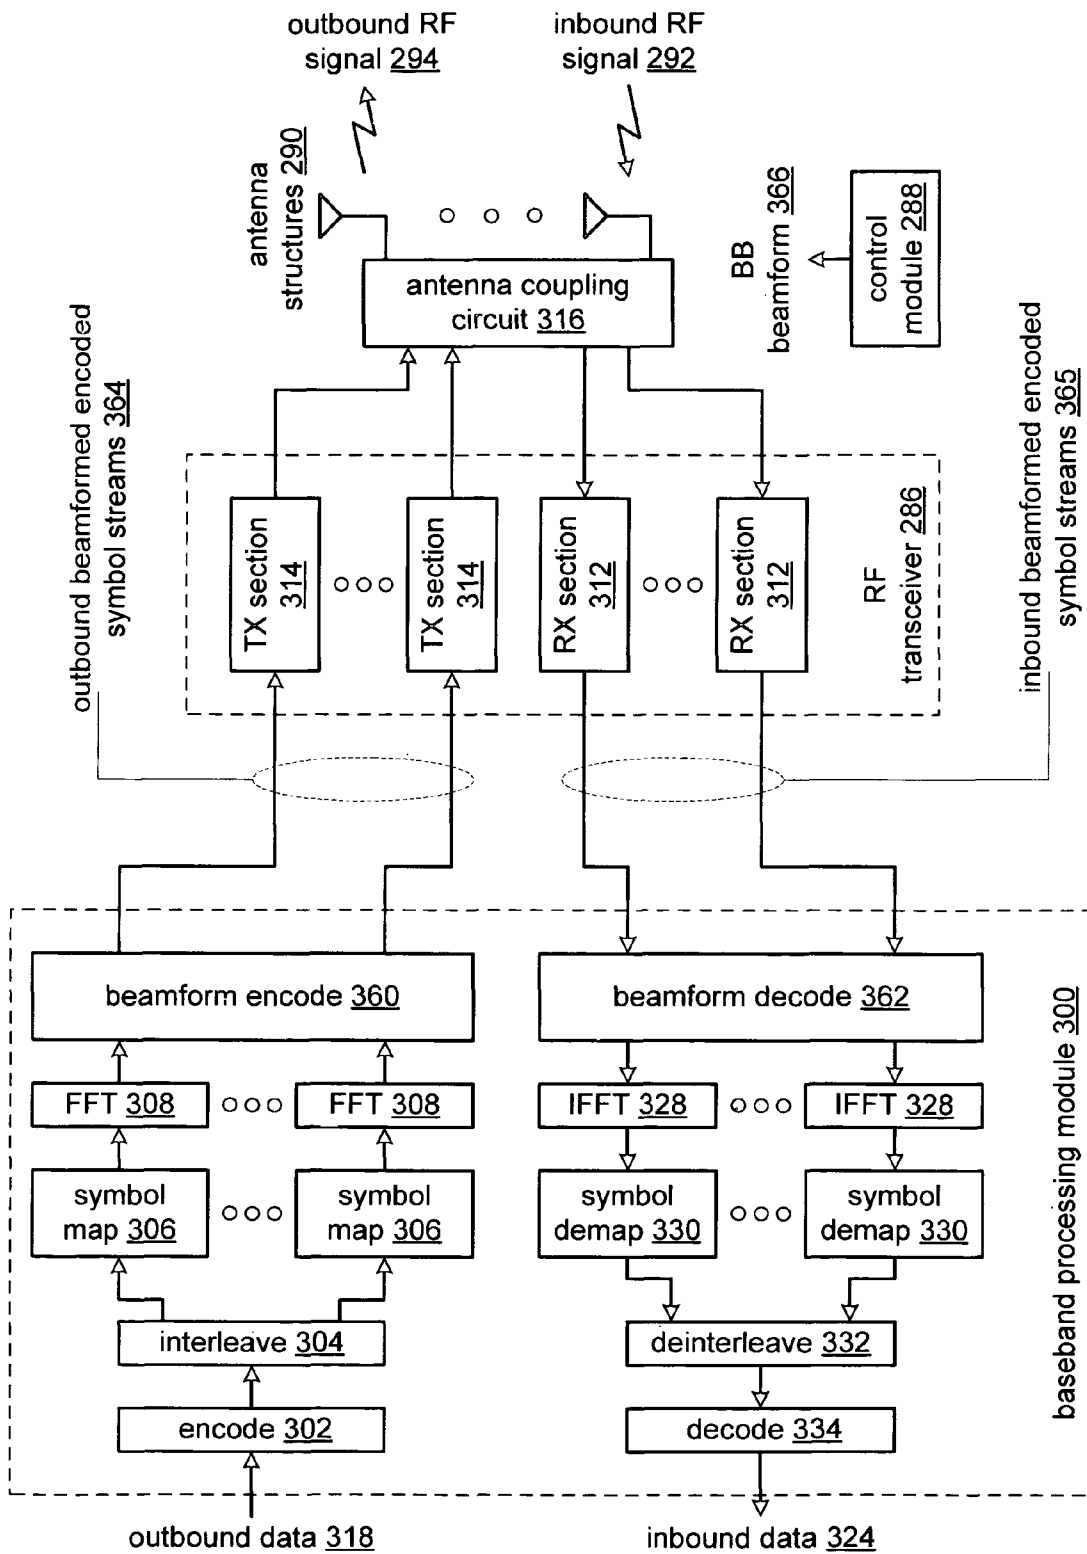 outbound RF
signal 294
inbound RF
signal 292
antenna
structures 290
BB
beamform 366
control
module 288
antenna coupling
circuit 316
outbound beamformed encoded
symbol streams 364
TX section
314
TX section
314
RX section
312
RX section
312
RF
transceiver 286
inbound beamformed encoded
symbol streams 365
beamform encode 360
beamform decode 362
FFT 308
FFT 308
IFFT 328
IFFT 328
symbol
map 306
symbol
map 306
symbol
demap 330
symbol
demap 330
interleave 304
deinterleave 332
encode 302
decode 334
baseband processing module 300
outbound data 318
inbound data 324